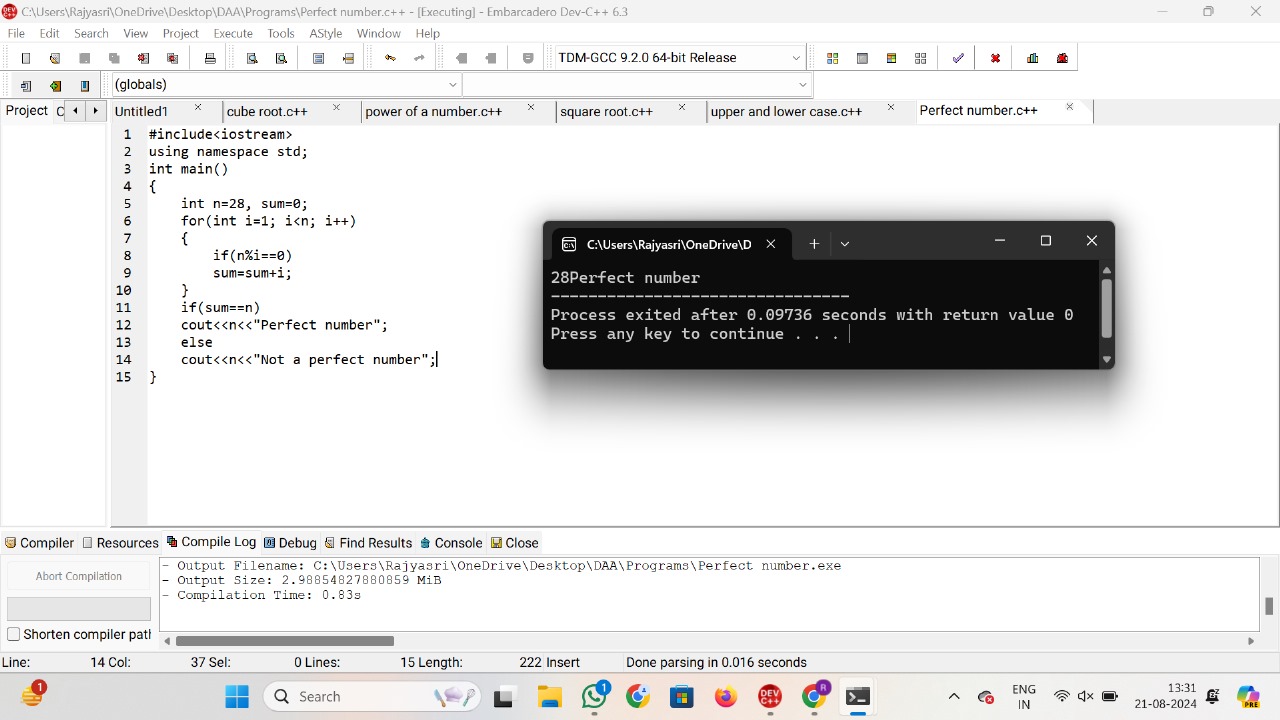 C:\Users\Rajyasri\OneDrive\Desktop\DAA\Programs\Perfect number.c++ - [Executing] - Embarcadero Dev-C++ 6.3
File Edit Search View Project Execute Tools AStyle Window Help
TDM-GCC 9.2.0 64-bit Release
(globals)
Project C Untitled1 cube root.c++ power of a number.c++ square root.c++ upper and lower case.c++ Perfect number.c++
1 #include<iostream>
2 using namespace std;
3 int main()
4 {
5 int n=28, sum=0;
6 for(int i=1; i<n; i++)
7 {
8 if(n%i==0)
9 sum=sum+i;
10 }
11 if(sum==n)
12 cout<<n<<"Perfect number";
13 else
14 cout<<n<<"Not a perfect number";
15 }
C:\Users\Rajyasri\OneDrive\D
28Perfect number
--------------------------------
Process exited after 0.09736 seconds with return value 0
Press any key to continue . . .
Compiler Resources Compile Log Debug Find Results Console Close
Abort Compilation
Shorten compiler path
- Output Filename: C:\Users\Rajyasri\OneDrive\Desktop\DAA\Programs\Perfect number.exe
- Output Size: 2.98854827880859 MiB
- Compilation Time: 0.83s
Line: 14 Col: 37 Sel: 0 Lines: 15 Length: 222 Insert Done parsing in 0.016 seconds
1 Search 1 DEV C++ R ENG IN 13:31 21-08-2024 PRE